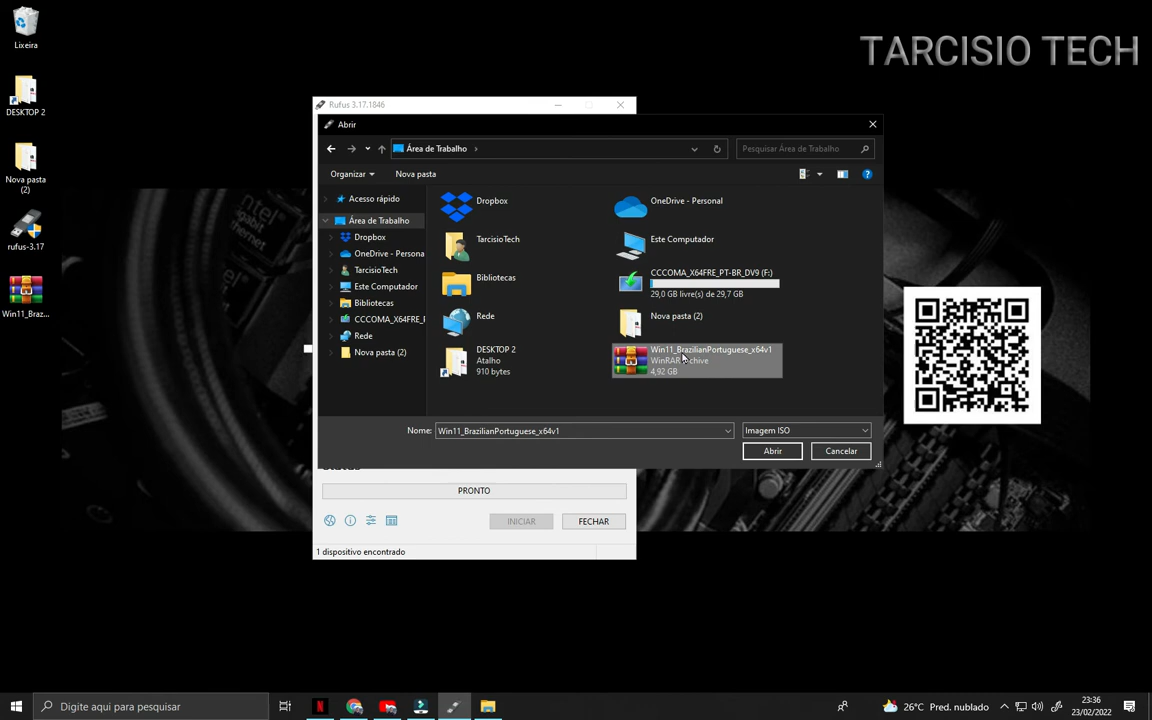 Lixeira
TARCISIO TECH
DESKTOP 2
Nova pasta
(2)
rufus-3.17
Win11_Braz...
Rufus 3.17.1846
Abrir
Área de Trabalho
Pesquisar Área de Trabalho
Organizar
Nova pasta
Acesso rápido
Área de Trabalho
Dropbox
OneDrive - Persona
TarcisioTech
Este Computador
Bibliotecas
CCCOMA_X64FRE_F
Rede
Nova pasta (2)
Dropbox
OneDrive - Personal
TarcisioTech
Este Computador
Bibliotecas
CCCOMA_X64FRE_PT-BR_DV9 (F:)
29,0 GB livre(s) de 29,7 GB
Rede
Nova pasta (2)
DESKTOP 2
Atalho
910 bytes
Win11_BrazilianPortuguese_x64v1
4,92 GB
Nome:
Win11_BrazilianPortuguese_x64v1
Imagem ISO
Abrir
Cancelar
PRONTO
INICIAR
FECHAR
1 dispositivo encontrado
Digite aqui para pesquisar
26°C Pred. nublado
23:36
23/02/2022